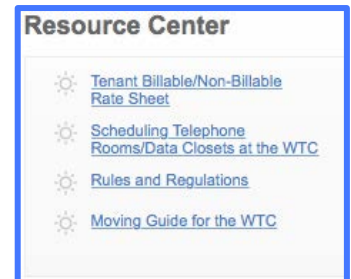 Resource Center
Tenant Billable/Non-Billable
Rate Sheet
Scheduling Telephone
Rooms/Data Closets at the WTC
Rules and Regulations
Moving Guide for the WTC